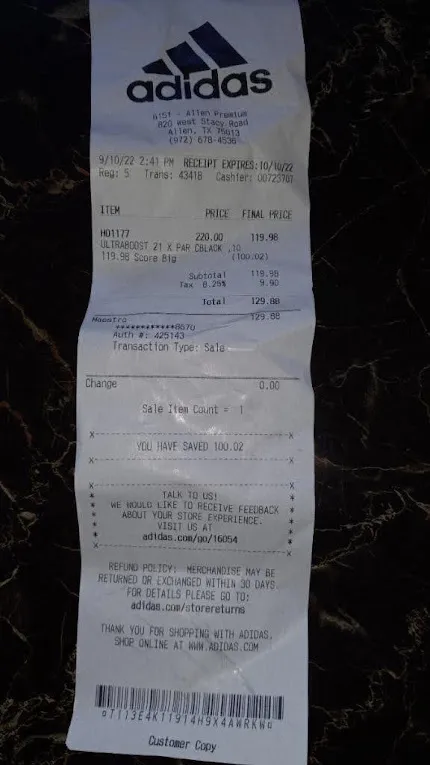 adidas
6151 - Allen Premium
820 West Stacy Road
Allen, TX 75013
(972) 678-4536
9/10/22 2:41 PM RECEIPT EXPIRES:10/10/22
Reg: 5 Trans: 43418 Cashier: 00723707
ITEM PRICE FINAL PRICE
H01177 220.00 119.98
ULTRABOOST 21 X PAR CBLACK ,10
119.98 Score Big (100.02)
Subtotal 119.98
Tax 8.25% 9.90
Total 129.88
Maestro 129.88
************8670
Auth #: 425143
Transaction Type: Sale
Change 0.00
Sale Item Count = 1
YOU HAVE SAVED 100.02
TALK TO US!
WE WOULD LIKE TO RECEIVE FEEDBACK
ABOUT YOUR STORE EXPERIENCE.
VISIT US AT
adidas.com/go/16054
REFUND POLICY: MERCHANDISE MAY BE
RETURNED OR EXCHANGED WITHIN 30 DAYS.
FOR DETAILS PLEASE GO TO:
adidas.com/storereturns
THANK YOU FOR SHOPPING WITH ADIDAS.
SHOP ONLINE AT WWW.ADIDAS.COM
Customer Copy